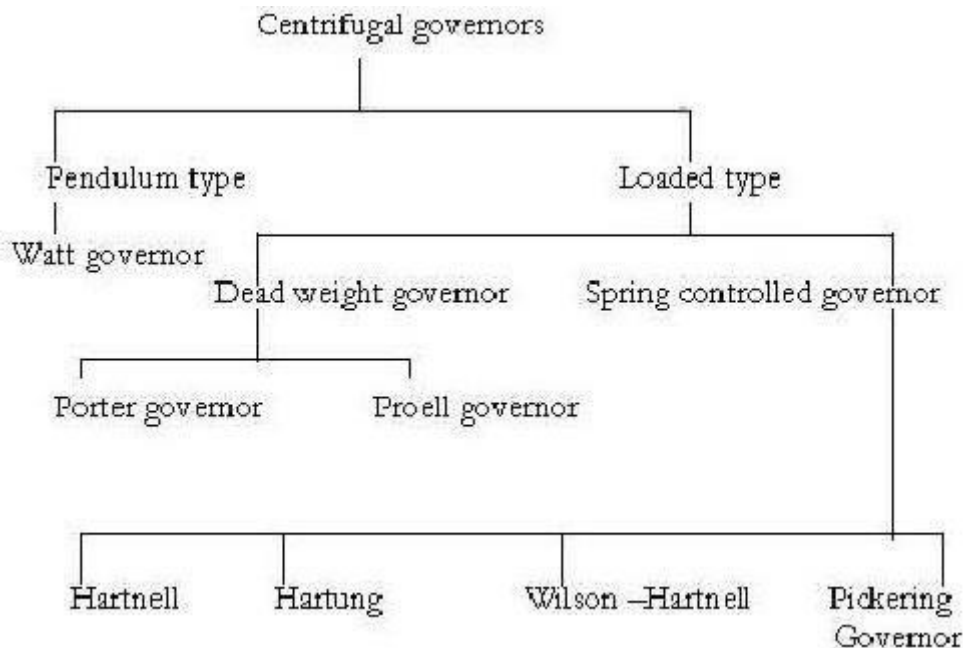 Centrifugal governors
Pendulum type
Loaded type
Watt governor
Dead weight governor
Spring controlled governor
Porter governor
Proell governor
Hartnell
Hartung
Wilson –Hartnell
Pickering
Governor